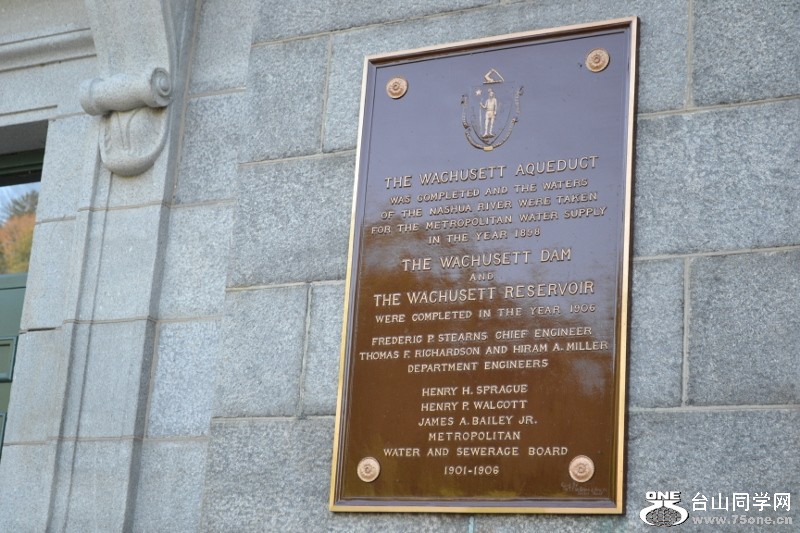 THE WACHUSETT AQUEDUCT
WAS COMPLETED AND THE WATERS
OF THE NASHUA RIVER WERE TAKEN
FOR THE METROPOLITAN WATER SUPPLY
IN THE YEAR 1898
THE WACHUSETT DAM
AND
THE WACHUSETT RESERVOIR
WERE COMPLETED IN THE YEAR 1906
FREDERIC P. STEARNS CHIEF ENGINEER
THOMAS F. RICHARDSON AND HIRAM A. MILLER
DEPARTMENT ENGINEERS
HENRY H. SPRAGUE
HENRY P. WALCOTT
JAMES A. BAILEY JR.
METROPOLITAN
WATER AND SEWERAGE BOARD
1901-1906
ONE 台山同学网
www.75one.cn